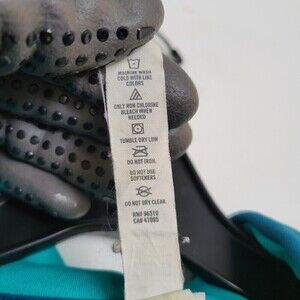 MACHINE WASH
COLD WITH LIKE
COLORS
ONLY NON CHLORINE
BLEACH WHEN
NEEDED
TUMBLE DRY LOW
DO NOT IRON.
DO NOT USE
SOFTENERS
DO NOT DRY CLEAN.
RN# 96510
CA# 41095